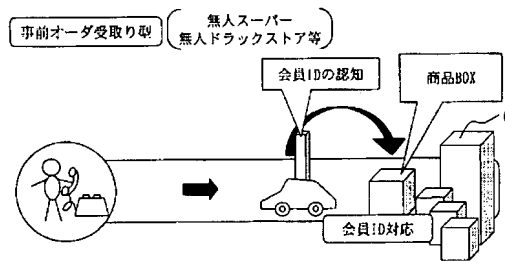 事前オーダ受取り型
無人スーパー
無人ドラックストア等
会員IDの認知
商品BOX
会員ID対応